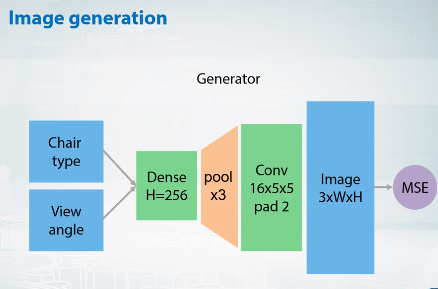 Image generation
Generator
Chair
type
View
angle
Dense
H=256
pool
x3
Conv
16x5x5
pad 2
Image
3xWxH
MSE